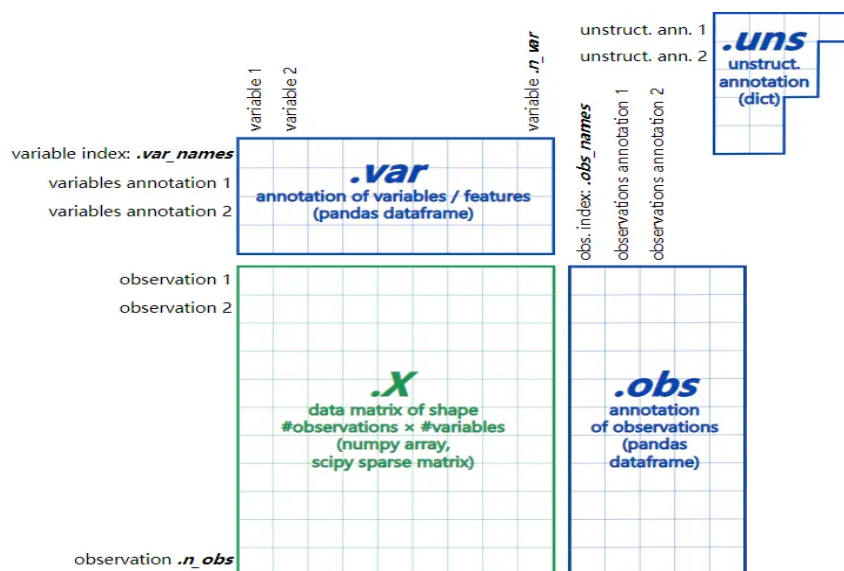 unstruct. ann. 1
unstruct. ann. 2
.uns
unstruct.
annotation
(dict)
variable 1
variable 2
variable .n_var
obs. index: .obs_names
observations annotation 1
observations annotation 2
variable index: .var_names
variables annotation 1
variables annotation 2
.var
annotation of variables / features
(pandas dataframe)
observation 1
observation 2
.X
data matrix of shape
#observations × #variables
(numpy array,
scipy sparse matrix)
.obs
annotation
of observations
(pandas
dataframe)
observation .n_obs